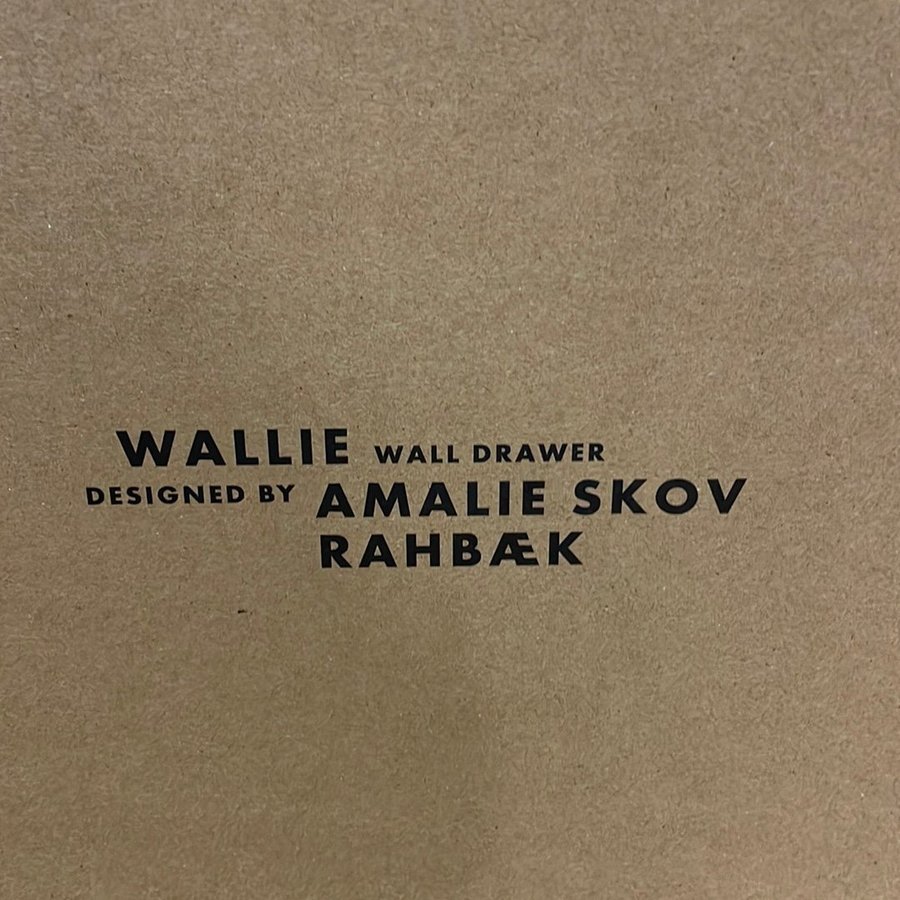 WALLIE WALL DRAWER
DESIGNED BY AMALIE SKOV
RAHBÆK